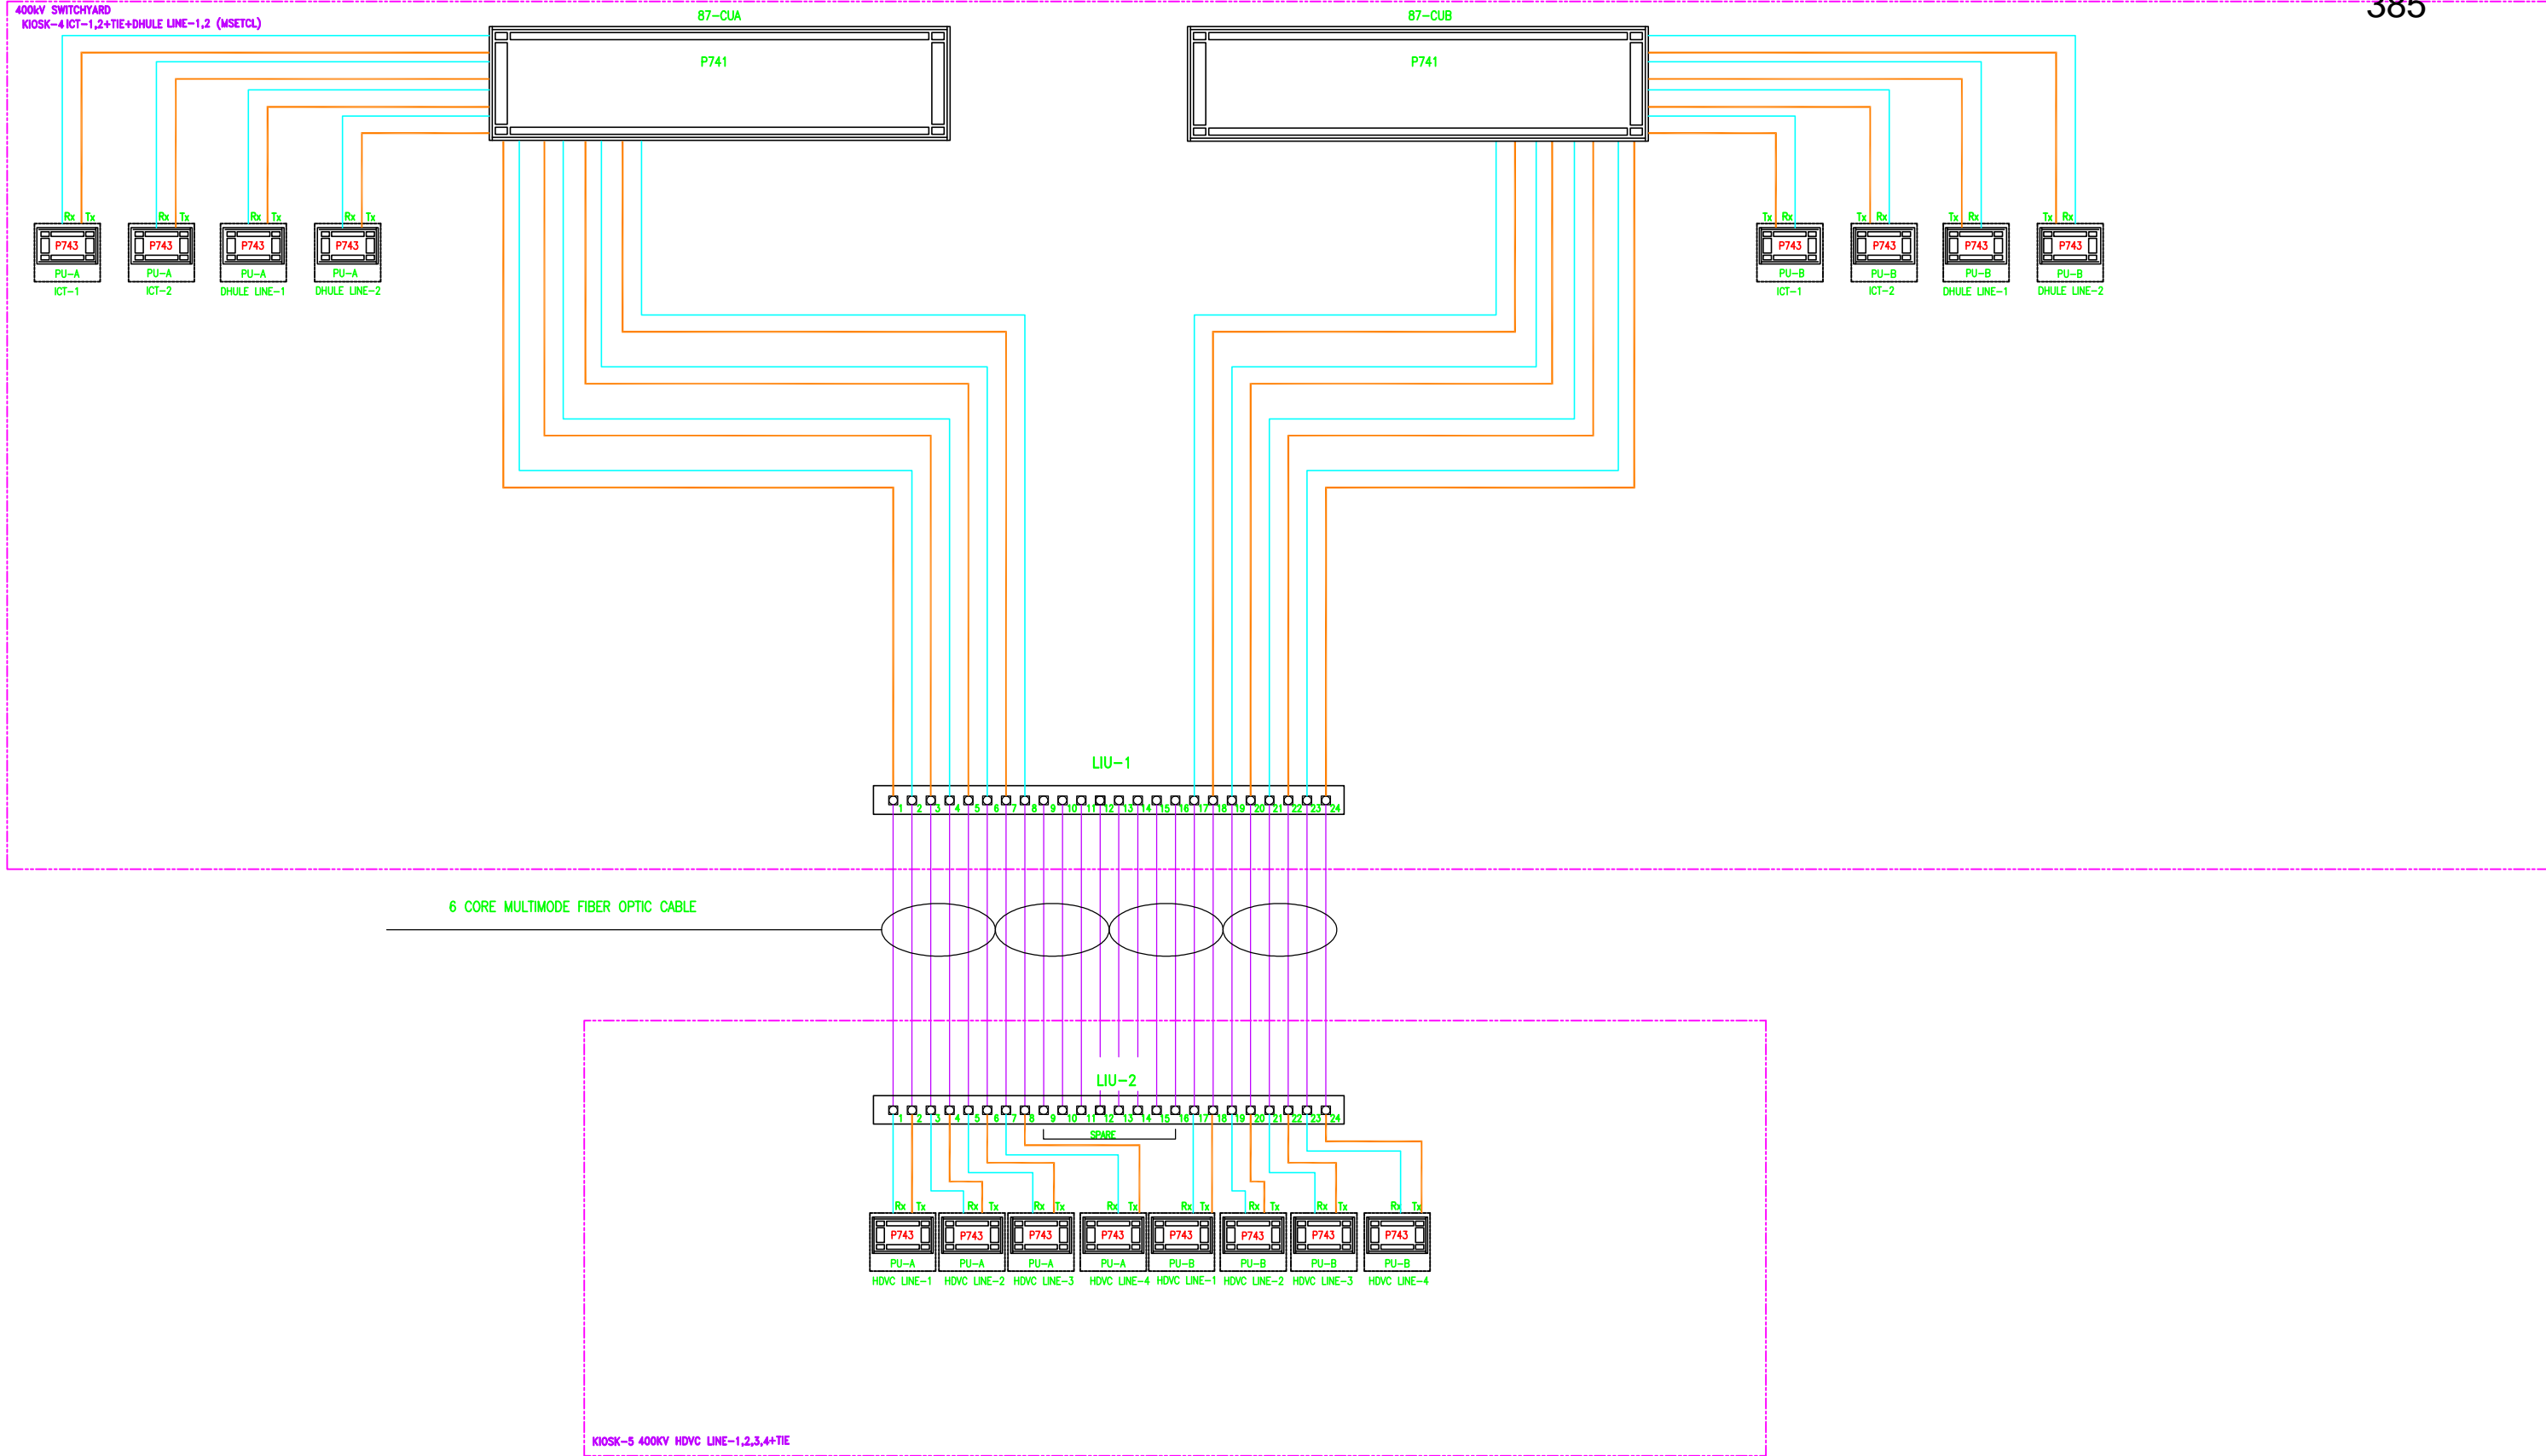 385
400kV SWITCHYARD
KIOSK-4 ICT-1,2+TIE+DHULE LINE-1,2 (MSETCL)
87-CUA
87-CUB
P741
P741
Rx Tx
Rx Tx
Rx Tx
Rx Tx
Tx Rx
Tx Rx
Tx Rx
Tx Rx
P743 P743 P743 P743 P743 P743 P743 P743
PU-A PU-A PU-A PU-A PU-B PU-B PU-B PU-B
ICT-1 ICT-2 DHULE LINE-1 DHULE LINE-2 ICT-1 ICT-2 DHULE LINE-1 DHULE LINE-2
LIU-1
1 2 3 4 5 6 7 8 9 10 11 12 13 14 15 16 17 18 19 20 21 22 23 24
6 CORE MULTIMODE FIBER OPTIC CABLE
LIU-2
1 2 3 4 5 6 7 8 9 10 11 12 13 14 15 16 17 18 19 20 21 22 23 24
SPARE
Rx Tx Rx Tx Rx Tx Rx Tx Rx Tx Rx Tx Rx Tx Rx Tx
P743 P743 P743 P743 P743 P743 P743 P743
PU-A PU-A PU-A PU-A PU-B PU-B PU-B PU-B
HDVC LINE-1 HDVC LINE-2 HDVC LINE-3 HDVC LINE-4 HDVC LINE-1 HDVC LINE-2 HDVC LINE-3 HDVC LINE-4
KIOSK-5 400KV HDVC LINE-1,2,3,4+TIE